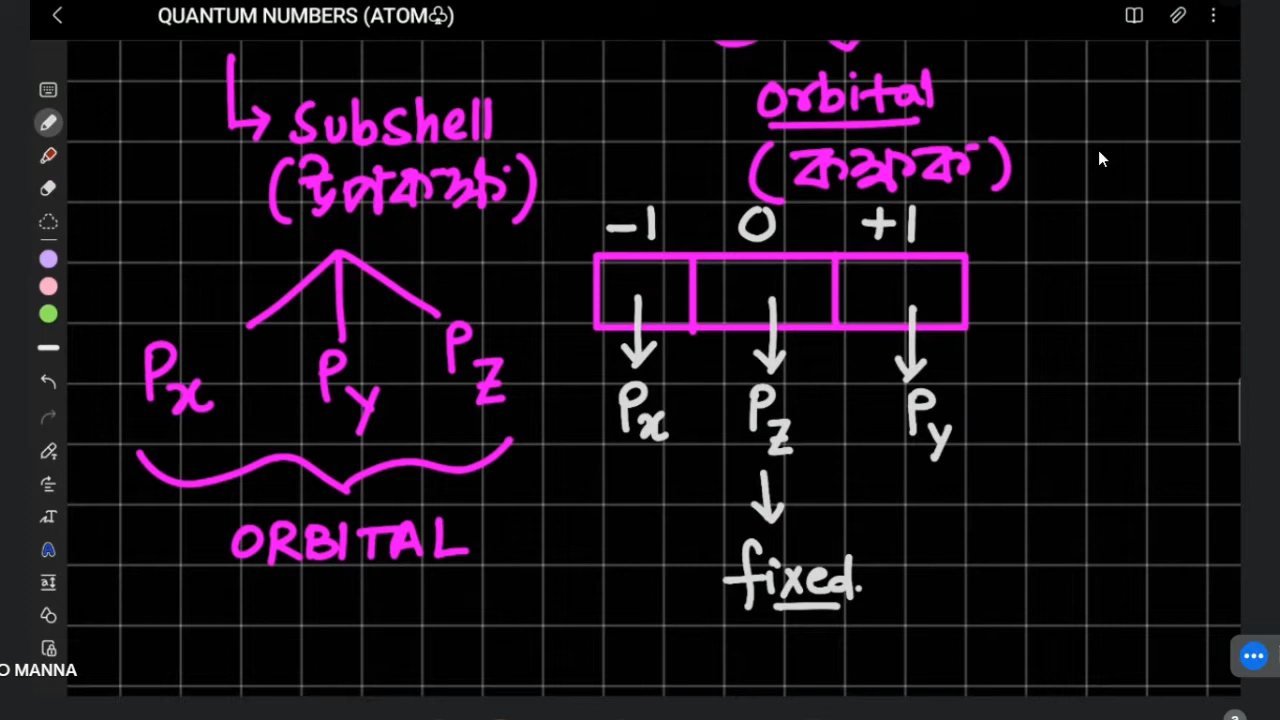 QUANTUM NUMBERS (ATOM♧)
→ Subshell
(উপকক্ষ)
Px Py Pz
ORBITAL
orbital
(কক্ষক)
-1 0 +1
Px Pz Py
fixed.
O MANNA